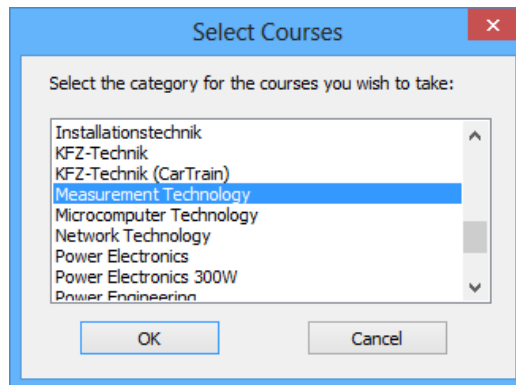 Select Courses
Select the category for the courses you wish to take:
Installationstechnik
KFZ-Technik
KFZ-Technik (CarTrain)
Measurement Technology
Microcomputer Technology
Network Technology
Power Electronics
Power Electronics 300W
Power Engineering
OK Cancel